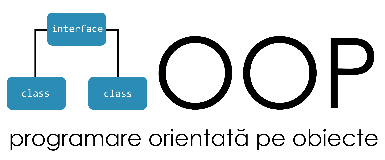 interface
class class
OOP
programare orientată pe obiecte